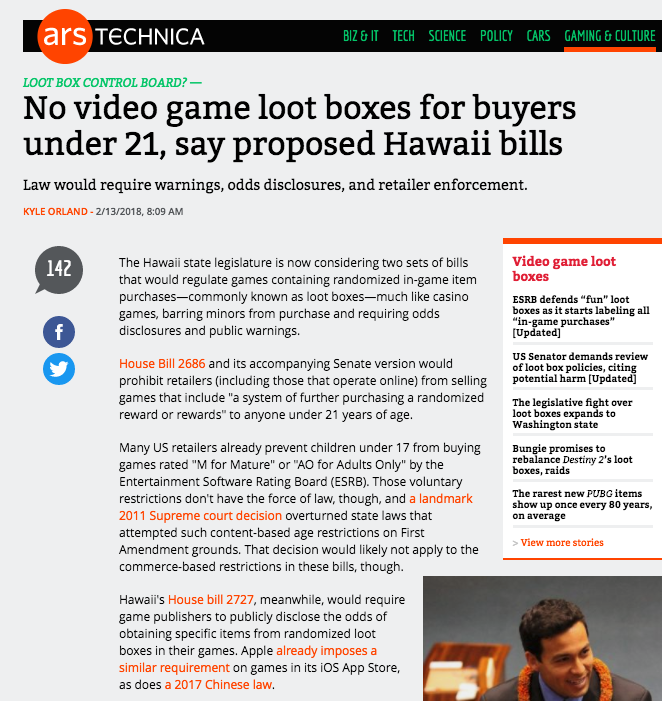 ars TECHNICA
BIZ & IT TECH SCIENCE POLICY CARS GAMING & CULTURE
LOOT BOX CONTROL BOARD? —
No video game loot boxes for buyers
under 21, say proposed Hawaii bills
Law would require warnings, odds disclosures, and retailer enforcement.
KYLE ORLAND - 2/13/2018, 8:09 AM
142
f
The Hawaii state legislature is now considering two sets of bills
that would regulate games containing randomized in-game item
purchases—commonly known as loot boxes—much like casino
games, barring minors from purchase and requiring odds
disclosures and public warnings.
House Bill 2686 and its accompanying Senate version would
prohibit retailers (including those that operate online) from selling
games that include "a system of further purchasing a randomized
reward or rewards" to anyone under 21 years of age.
Many US retailers already prevent children under 17 from buying
games rated "M for Mature" or "AO for Adults Only" by the
Entertainment Software Rating Board (ESRB). Those voluntary
restrictions don't have the force of law, though, and a landmark
2011 Supreme court decision overturned state laws that
attempted such content-based age restrictions on First
Amendment grounds. That decision would likely not apply to the
commerce-based restrictions in these bills, though.
Hawaii's House bill 2727, meanwhile, would require
game publishers to publicly disclose the odds of
obtaining specific items from randomized loot
boxes in their games. Apple already imposes a
similar requirement on games in its iOS App Store,
as does a 2017 Chinese law.
Video game loot
boxes
ESRB defends “fun” loot
boxes as it starts labeling all
“in-game purchases”
[Updated]
US Senator demands review
of loot box policies, citing
potential harm [Updated]
The legislative fight over
loot boxes expands to
Washington state
Bungie promises to
rebalance Destiny 2’s loot
boxes, raids
The rarest new PUBG items
show up once every 80 years,
on average
> View more stories